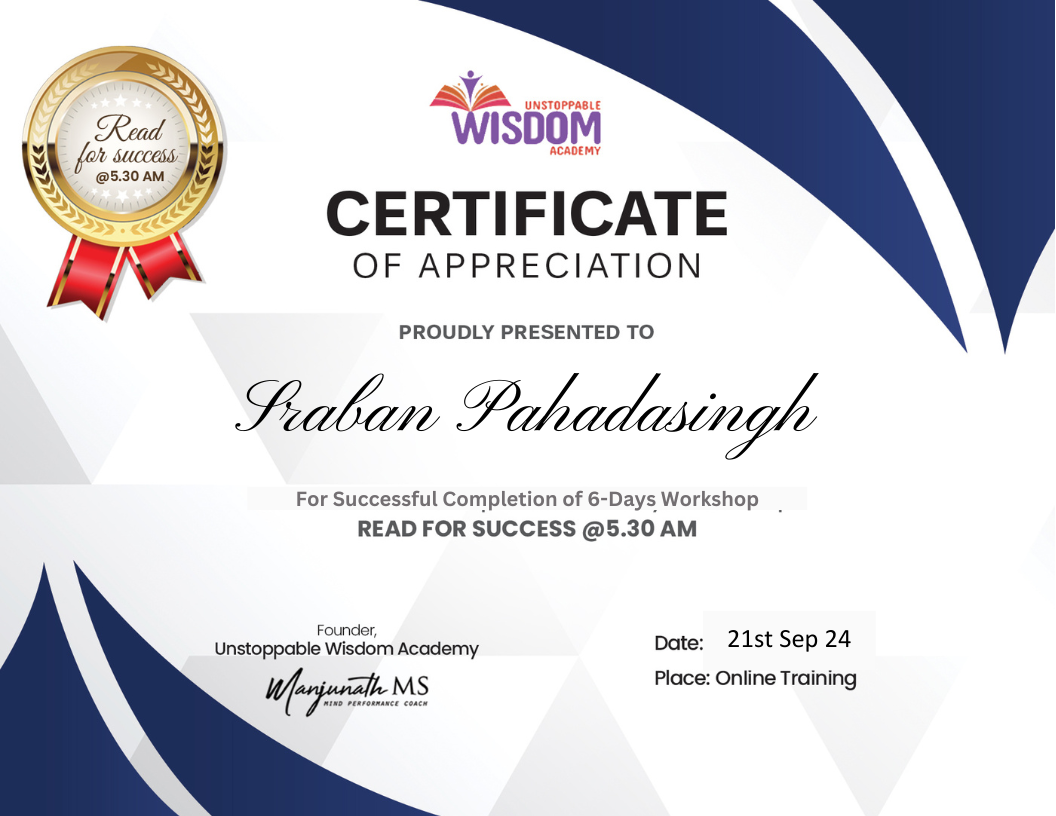 Read
for success
@5.30 AM
UNSTOPPABLE
WISDOM
ACADEMY
CERTIFICATE
OF APPRECIATION
PROUDLY PRESENTED TO
Sraban Pahadasingh
For Successful Completion of 6-Days Workshop
READ FOR SUCCESS @5.30 AM
Founder,
Unstoppable Wisdom Academy
Manjunath MS
MIND PERFORMANCE COACH
Date: 21st Sep 24
Place: Online Training